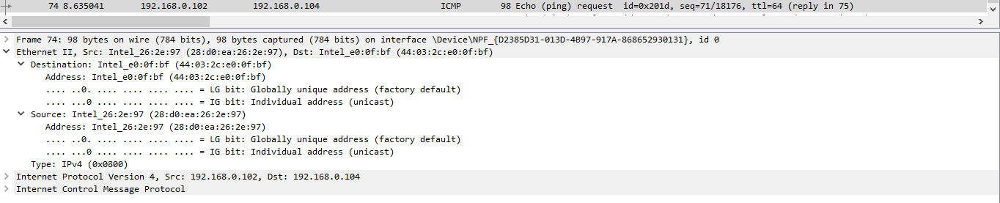 74 8.635041 192.168.0.102 192.168.0.104 ICMP 98 Echo (ping) request id=0x201d, seq=71/18176, ttl=64 (reply in 75)
Frame 74: 98 bytes on wire (784 bits), 98 bytes captured (784 bits) on interface \Device\NPF_{D2385D31-013D-4B97-917A-868652930131}, id 0
Ethernet II, Src: Intel_26:2e:97 (28:d0:ea:26:2e:97), Dst: Intel_e0:0f:bf (44:03:2c:e0:0f:bf)
Destination: Intel_e0:0f:bf (44:03:2c:e0:0f:bf)
Address: Intel_e0:0f:bf (44:03:2c:e0:0f:bf)
.... ..0. .... .... .... .... = LG bit: Globally unique address (factory default)
.... ...0 .... .... .... .... = IG bit: Individual address (unicast)
Source: Intel_26:2e:97 (28:d0:ea:26:2e:97)
Address: Intel_26:2e:97 (28:d0:ea:26:2e:97)
.... ..0. .... .... .... .... = LG bit: Globally unique address (factory default)
.... ...0 .... .... .... .... = IG bit: Individual address (unicast)
Type: IPv4 (0x0800)
Internet Protocol Version 4, Src: 192.168.0.102, Dst: 192.168.0.104
Internet Control Message Protocol